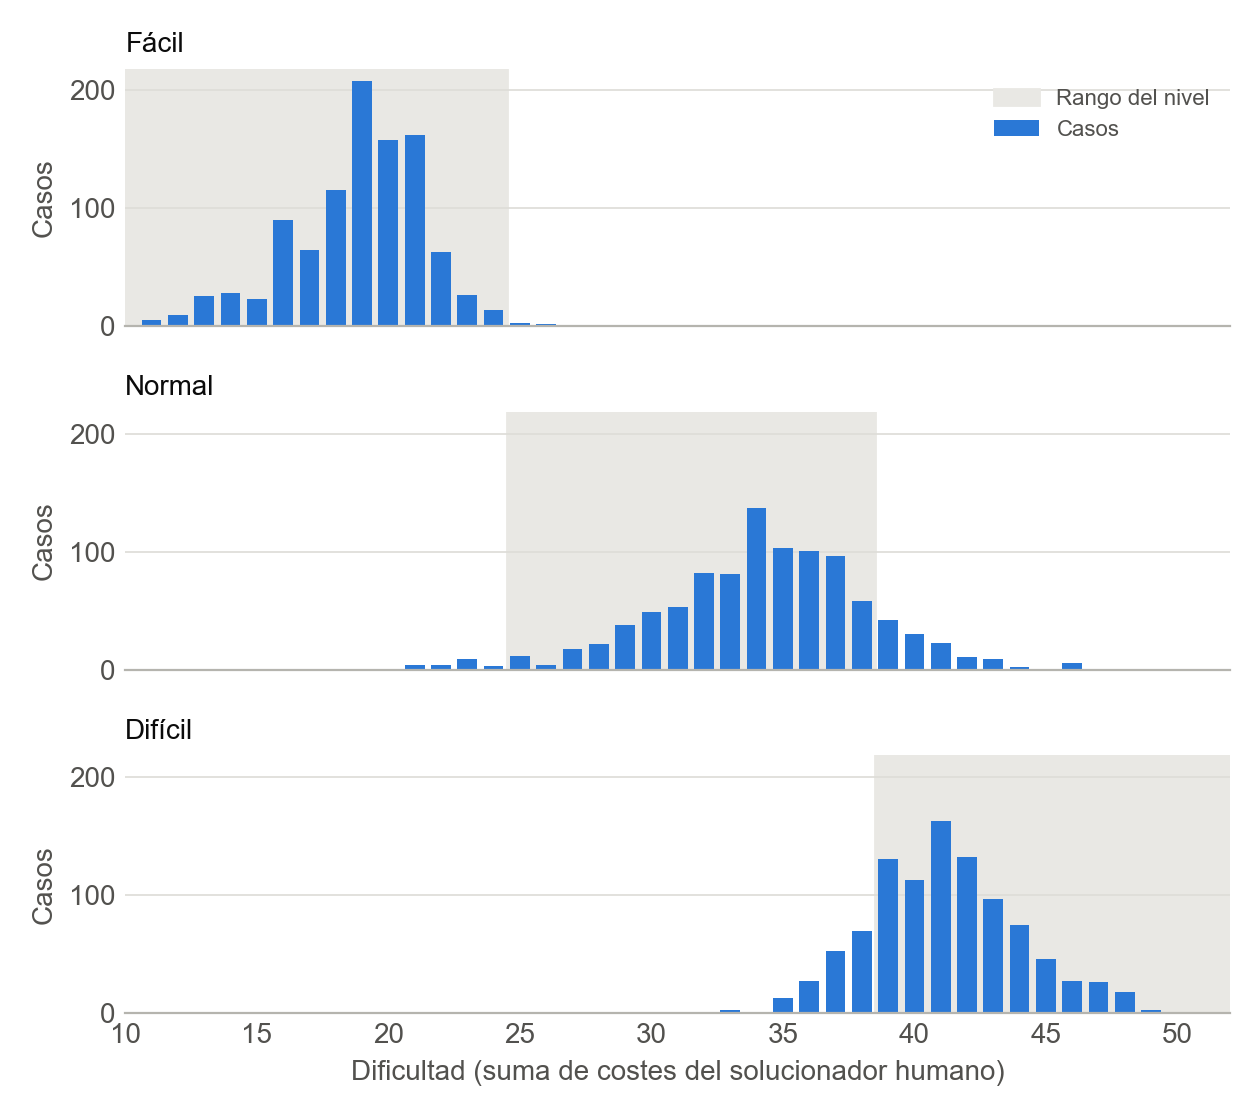 Fácil
200
100
0
Casos
Rango del nivel
Casos
Normal
200
100
0
Casos
Difícil
200
100
0
Casos
10 15 20 25 30 35 40 45 50
Dificultad (suma de costes del solucionador humano)